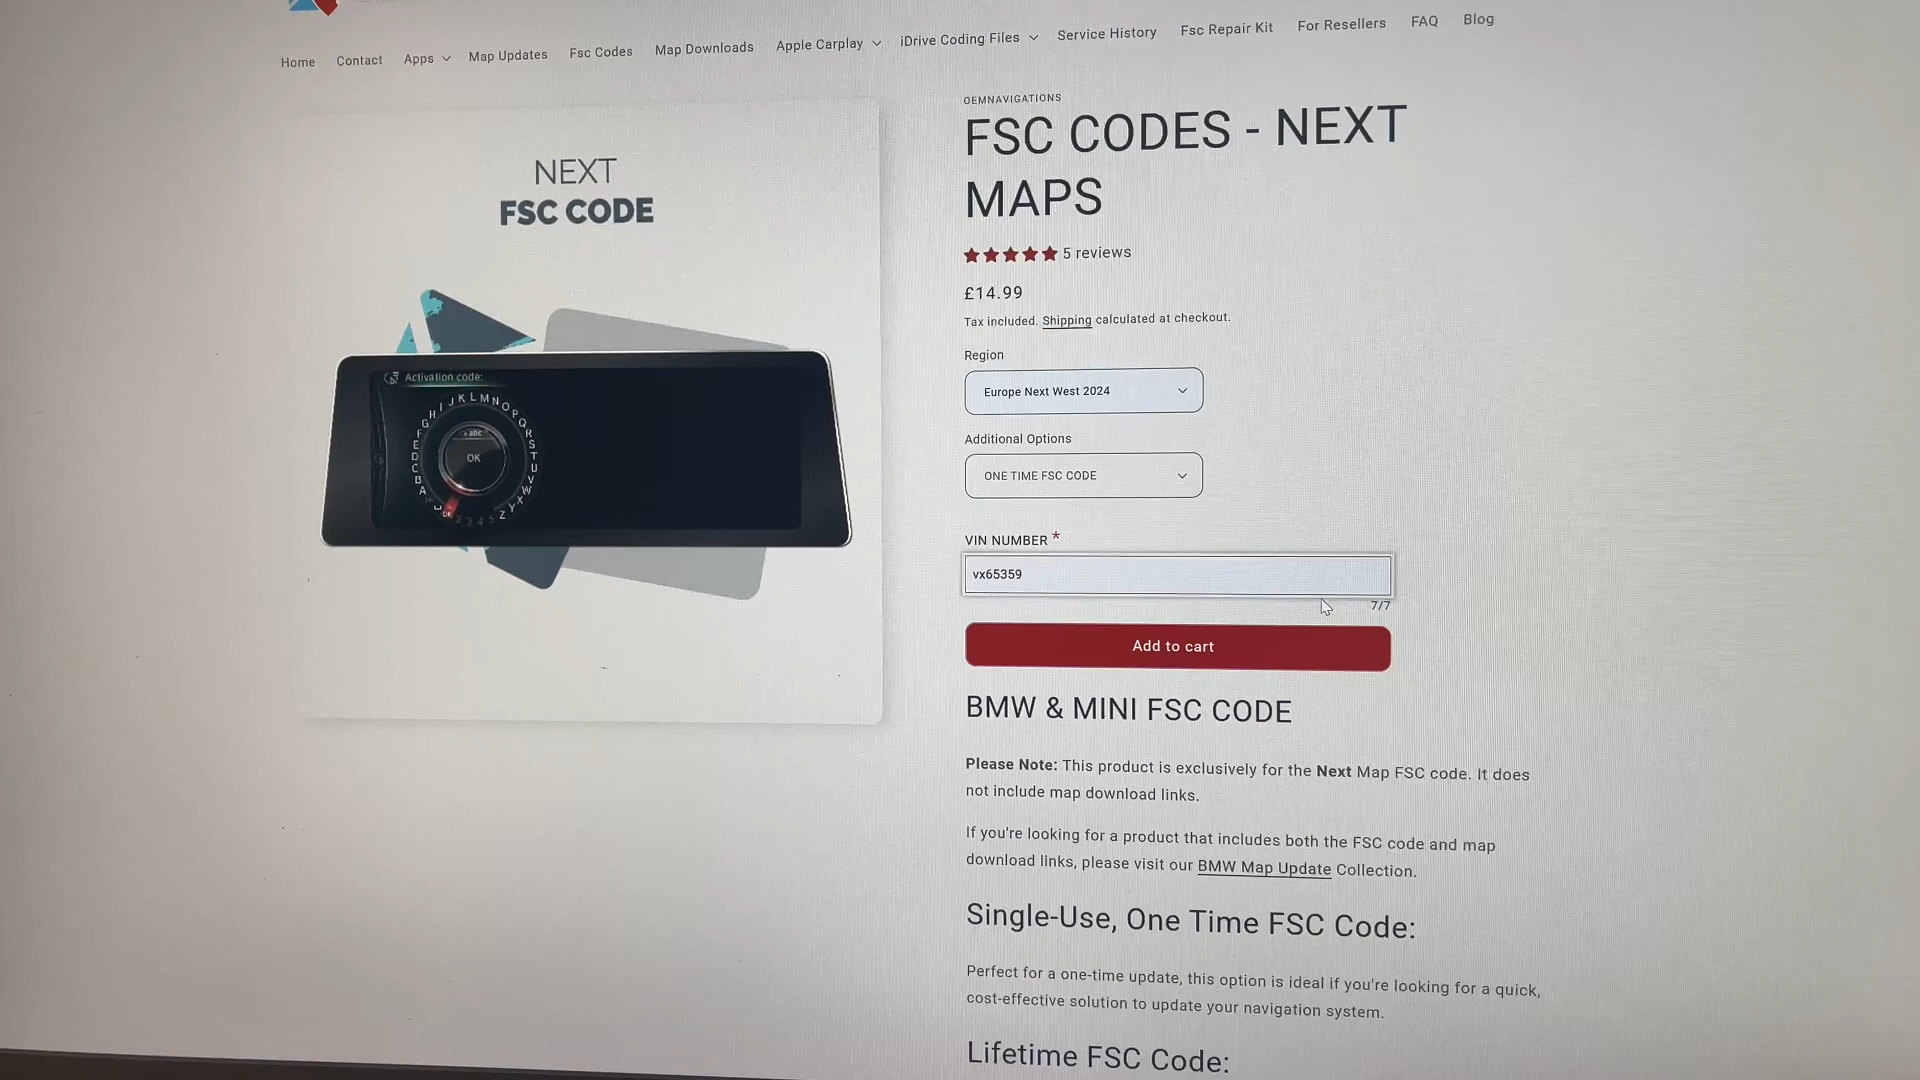 Home
Contact
Apps
Map Updates
Fsc Codes
Map Downloads
Apple Carplay
iDrive Coding Files
Service History
Fsc Repair Kit
For Resellers
FAQ
Blog
NEXT
FSC CODE
Activation code:
ABCDEFGHIJKLMNOPQRSTUVWXYZ
abc
OK
OK
2 3 4 5
OEMNAVIGATIONS
FSC CODES - NEXT
MAPS
5 reviews
£14.99
Tax included. Shipping calculated at checkout.
Region
Europe Next West 2024
Additional Options
ONE TIME FSC CODE
VIN NUMBER *
vx65359
7/7
Add to cart
BMW & MINI FSC CODE
Please Note: This product is exclusively for the Next Map FSC code. It does
not include map download links.
If you're looking for a product that includes both the FSC code and map
download links, please visit our BMW Map Update Collection.
Single-Use, One Time FSC Code:
Perfect for a one-time update, this option is ideal if you're looking for a quick,
cost-effective solution to update your navigation system.
Lifetime FSC Code: